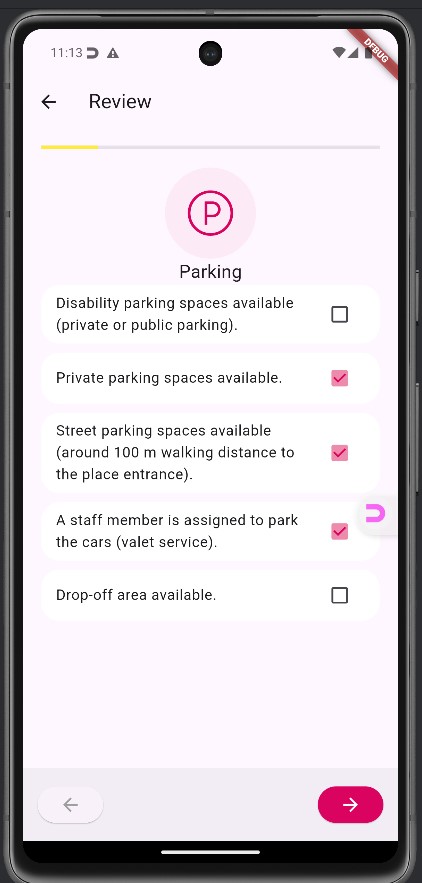 11:13
DEBUG
Review
P
Parking
Disability parking spaces available
(private or public parking).
Private parking spaces available.
Street parking spaces available
(around 100 m walking distance to
the place entrance).
A staff member is assigned to park
the cars (valet service).
Drop-off area available.